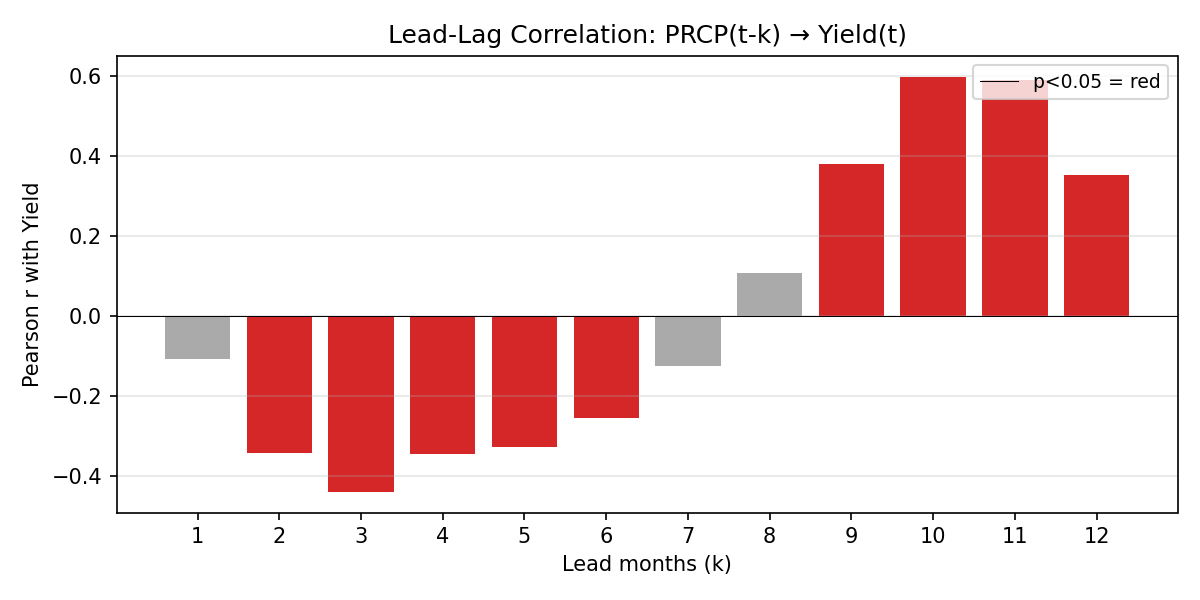 Lead-Lag Correlation: PRCP(t-k) → Yield(t)
p<0.05 = red
Pearson r with Yield
0.6
0.4
0.2
0.0
−0.2
−0.4
1 2 3 4 5 6 7 8 9 10 11 12
Lead months (k)